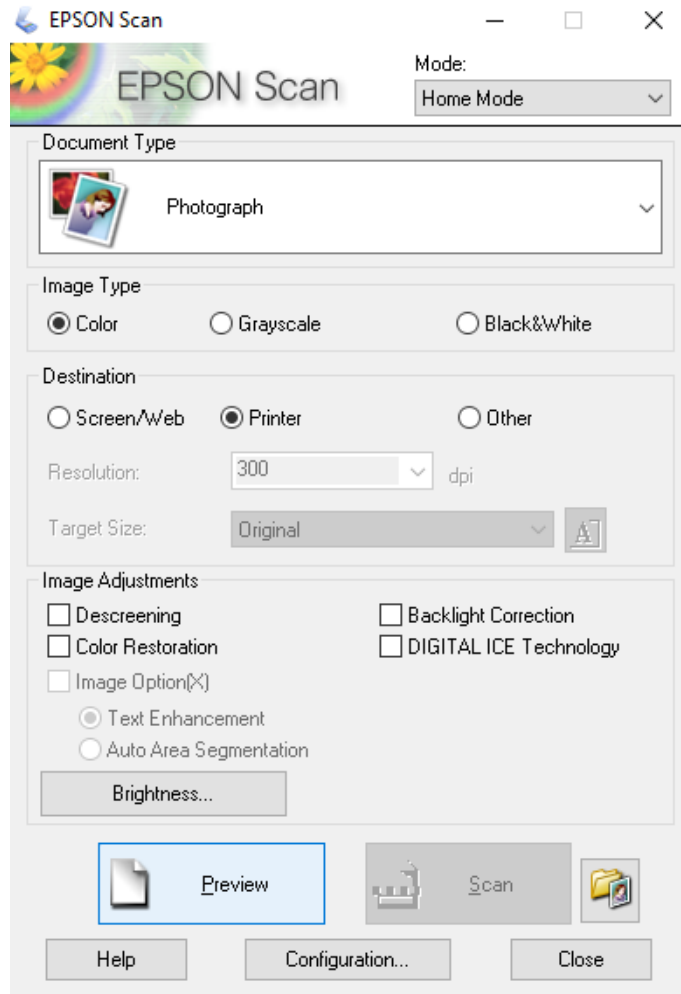 EPSON Scan
EPSON Scan
Mode:
Home Mode
Document Type
Photograph
Image Type
Color Grayscale Black&White
Destination
Screen/Web Printer Other
Resolution: 300 dpi
Target Size: Original A
Image Adjustments
Descreening Backlight Correction
Color Restoration DIGITAL ICE Technology
Image Option(X)
Text Enhancement
Auto Area Segmentation
Brightness...
Preview Scan
Help Configuration... Close